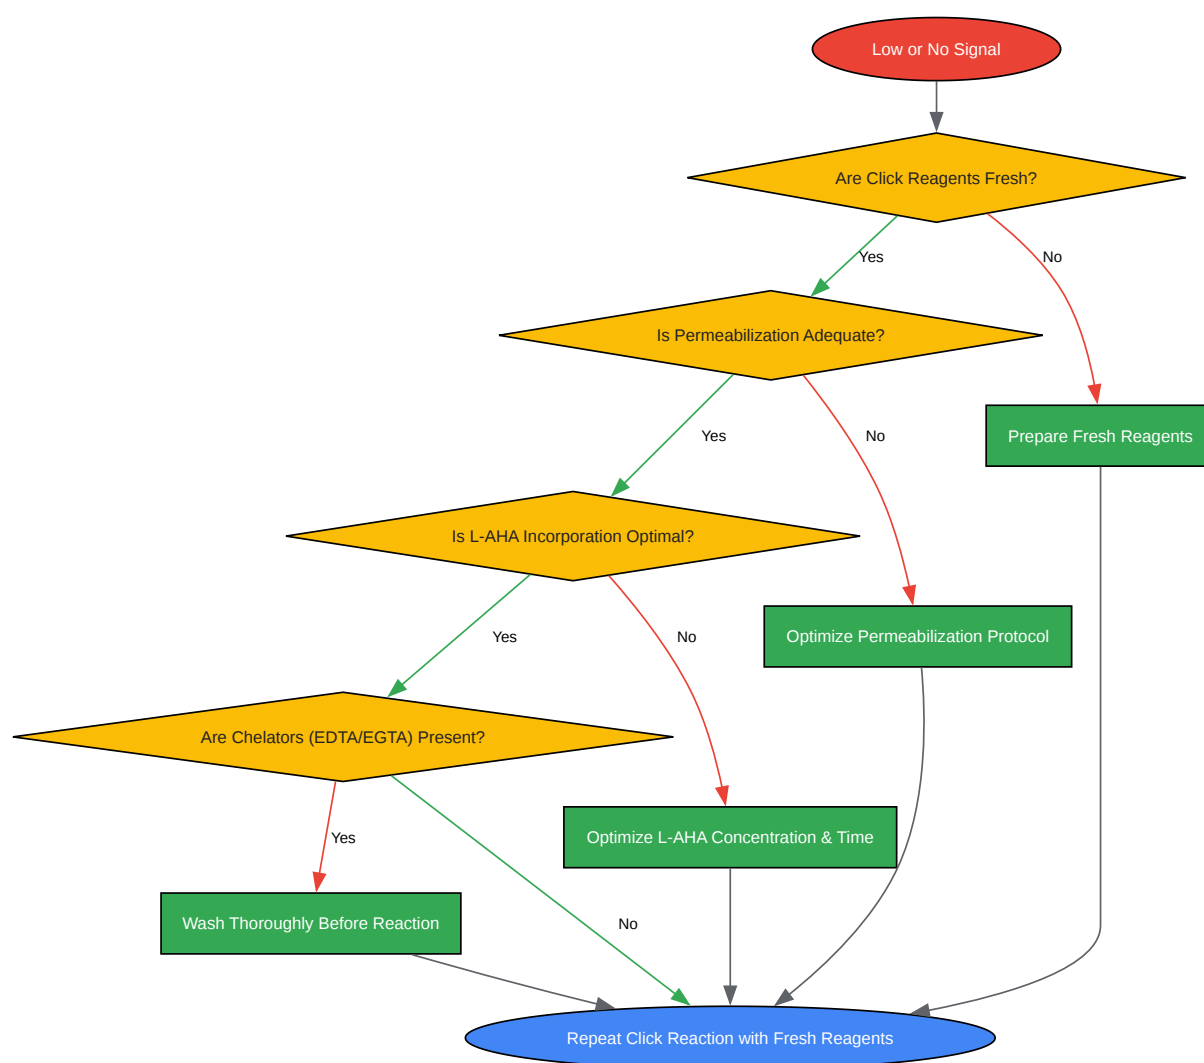 Low or No Signal
Are Click Reagents Fresh?
Yes
No
Is Permeabilization Adequate?
Yes
No
Prepare Fresh Reagents
Is L-AHA Incorporation Optimal?
Yes
No
Optimize Permeabilization Protocol
Are Chelators (EDTA/EGTA) Present?
Yes
No
Optimize L-AHA Concentration & Time
Wash Thoroughly Before Reaction
Repeat Click Reaction with Fresh Reagents